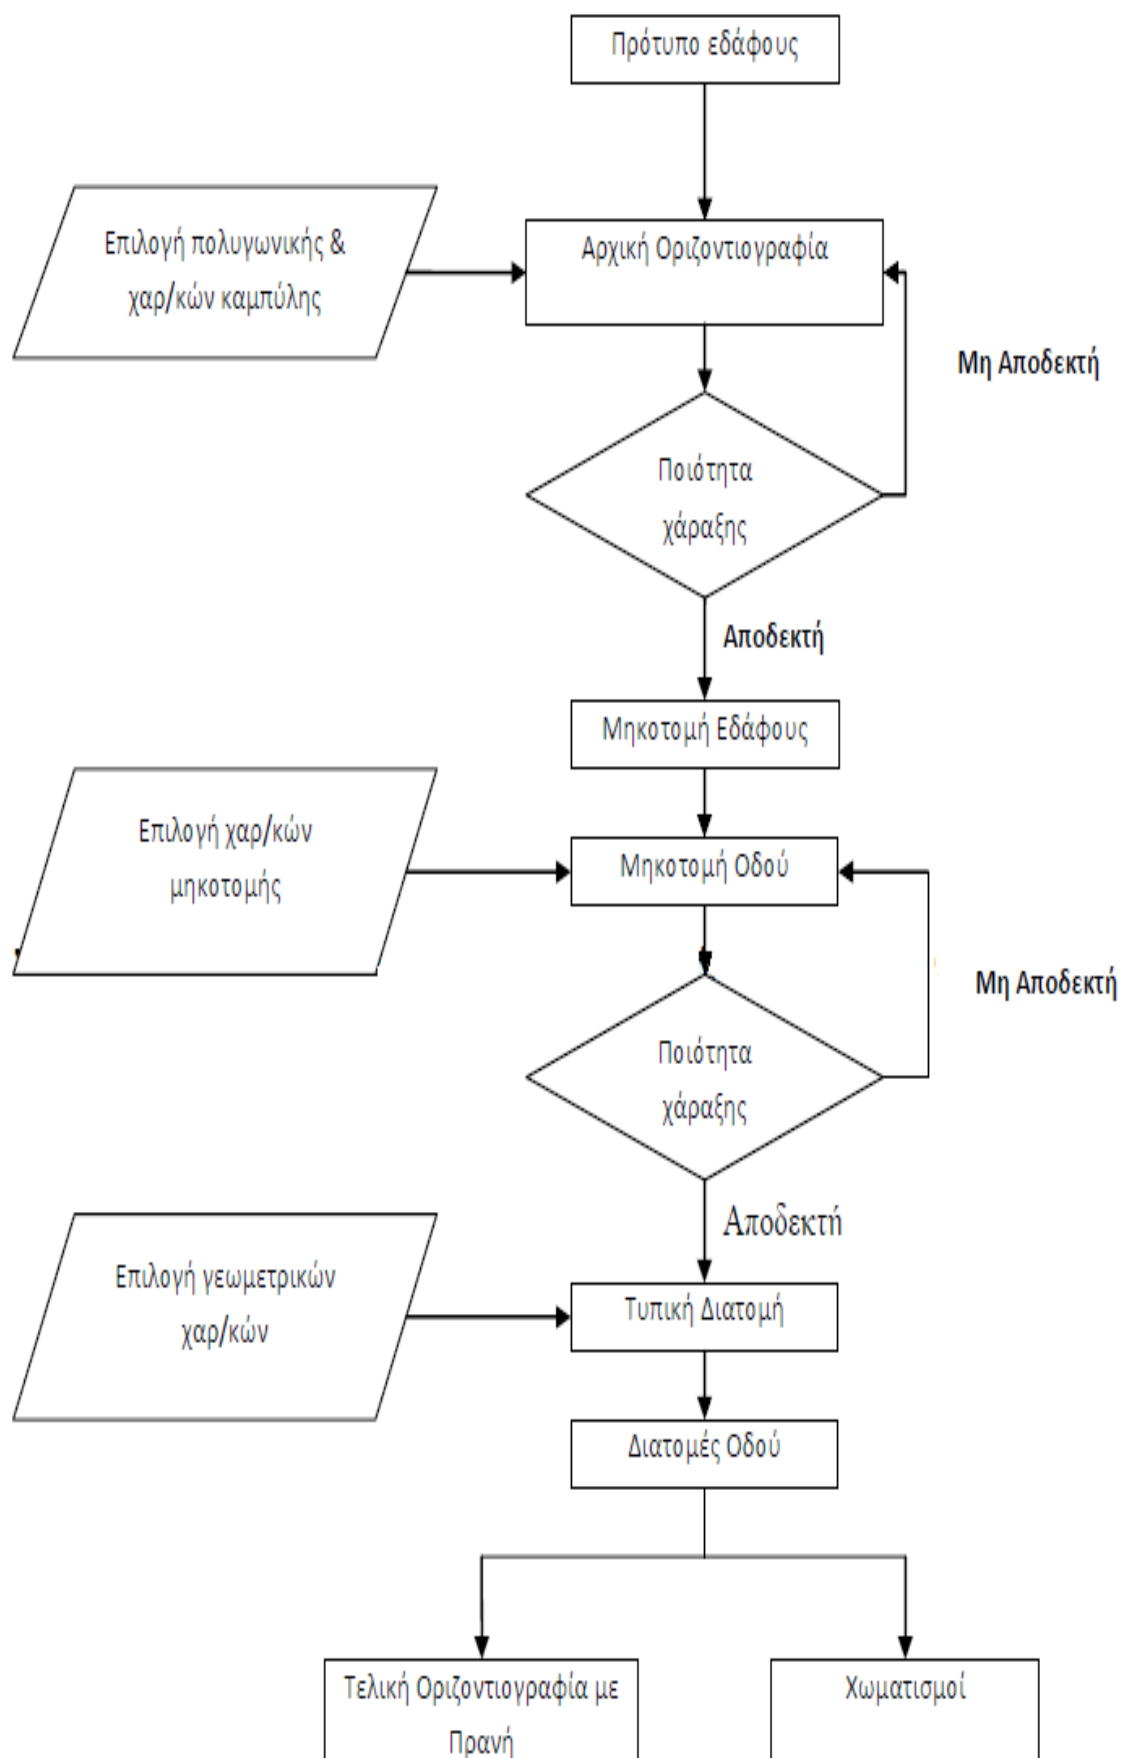 Πρότυπο εδάφους
Επιλογή πολυγωνικής &
χαρ/κών καμπύλης
Αρχική Οριζοντιογραφία
Μη Αποδεκτή
Ποιότητα
χάραξης
Αποδεκτή
Μηκοτομή Εδάφους
Επιλογή χαρ/κών
μηκοτομής
Μηκοτομή Οδού
Μη Αποδεκτή
Ποιότητα
χάραξης
Αποδεκτή
Επιλογή γεωμετρικών
χαρ/κών
Τυπική Διατομή
Διατομές Οδού
Τελική Οριζοντιογραφία με
Πρανή
Χωματισμοί